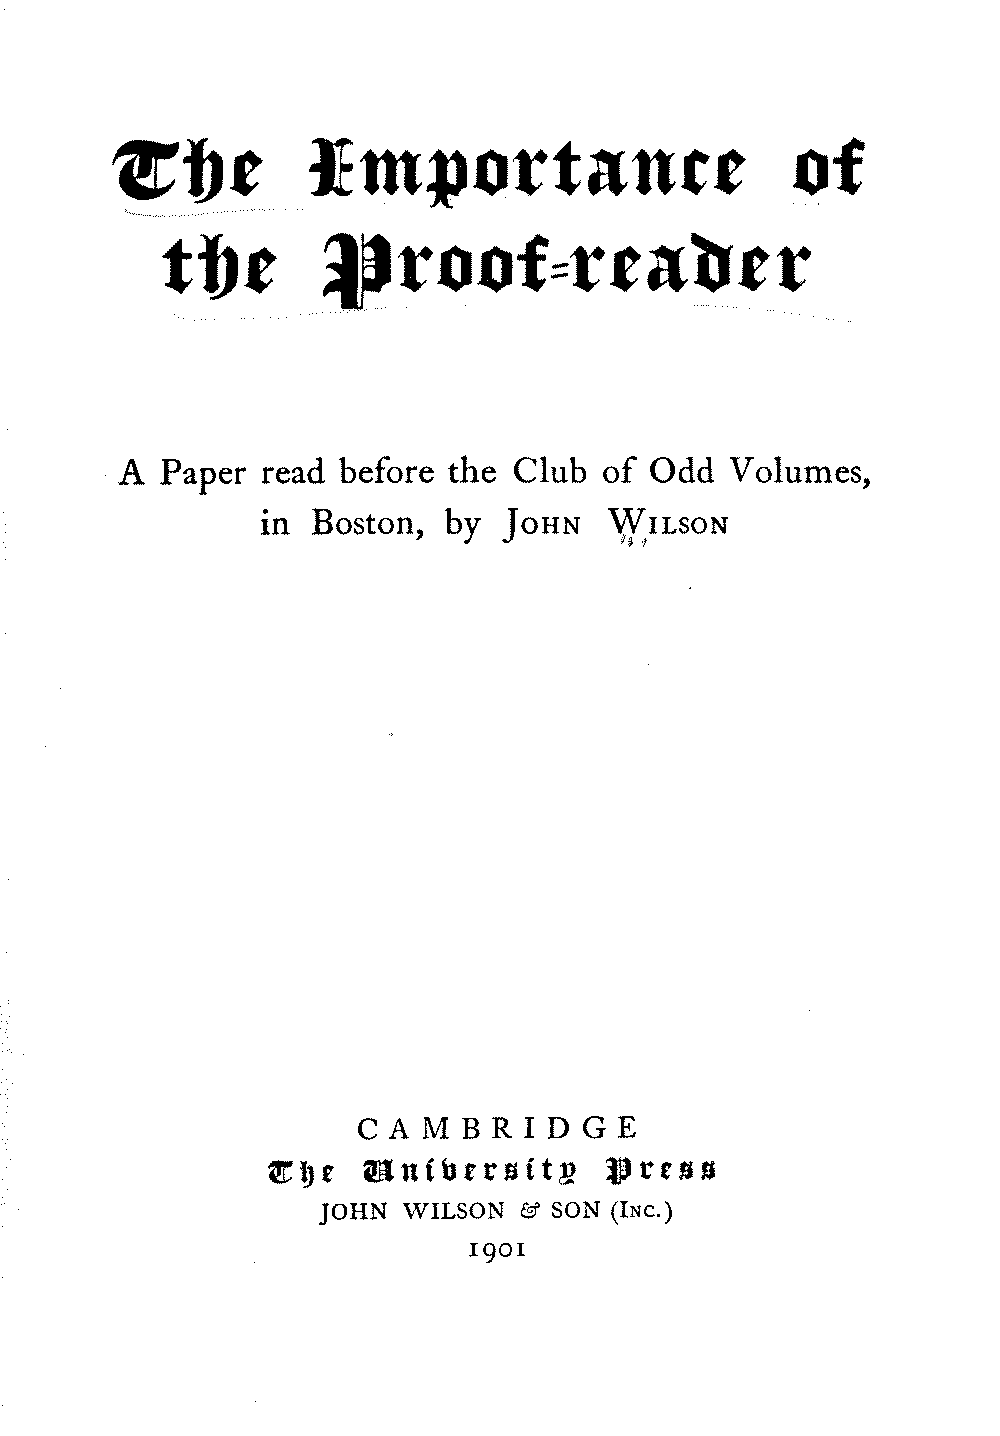 The Importance of
the Proof-reader
A Paper read before the Club of Odd Volumes,
in Boston, by JOHN WILSON
CAMBRIDGE
The University Press
JOHN WILSON & SON (INC.)
1901